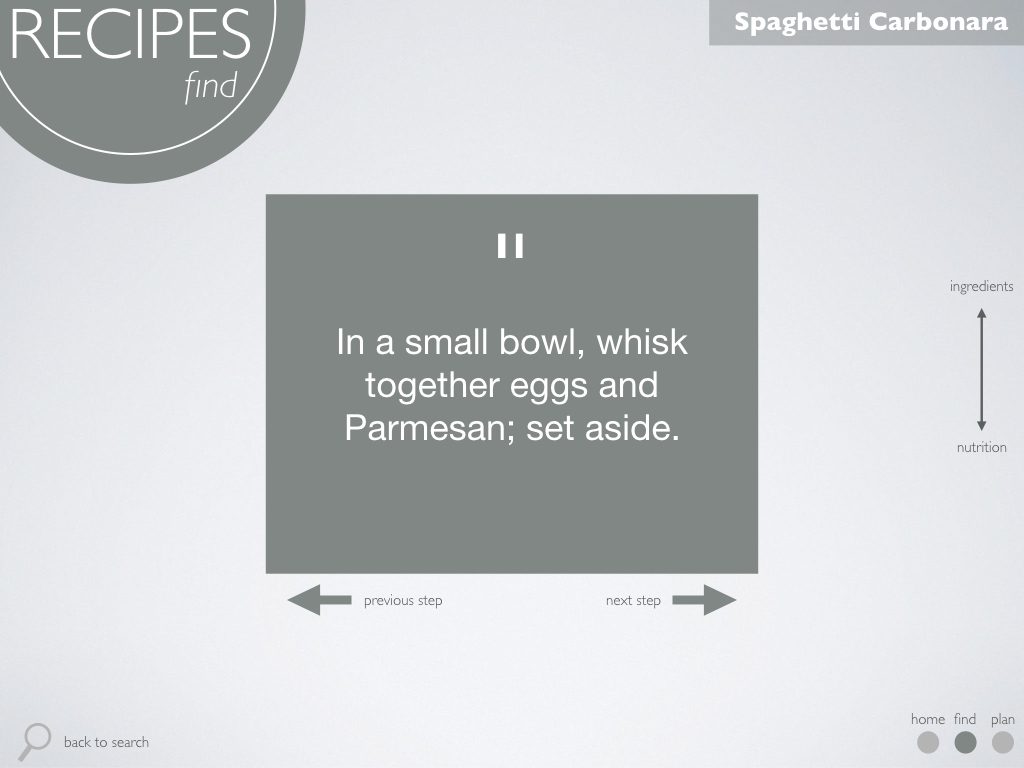 RECIPES
find
Spaghetti Carbonara
In a small bowl, whisk
together eggs and
Parmesan; set aside.
ingredients
nutrition
previous step
next step
back to search
home find plan